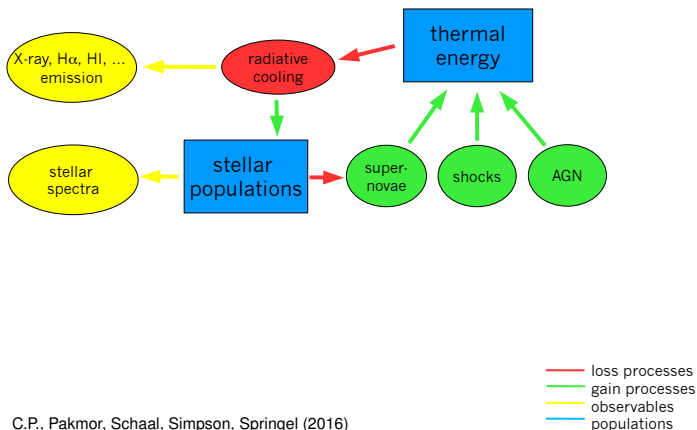 X-ray, Hα, HI, ...
emission
radiative
cooling
thermal
energy
stellar
spectra
stellar
populations
super-
novae
shocks
AGN
loss processes
gain processes
observables
populations
C.P., Pakmor, Schaal, Simpson, Springel (2016)